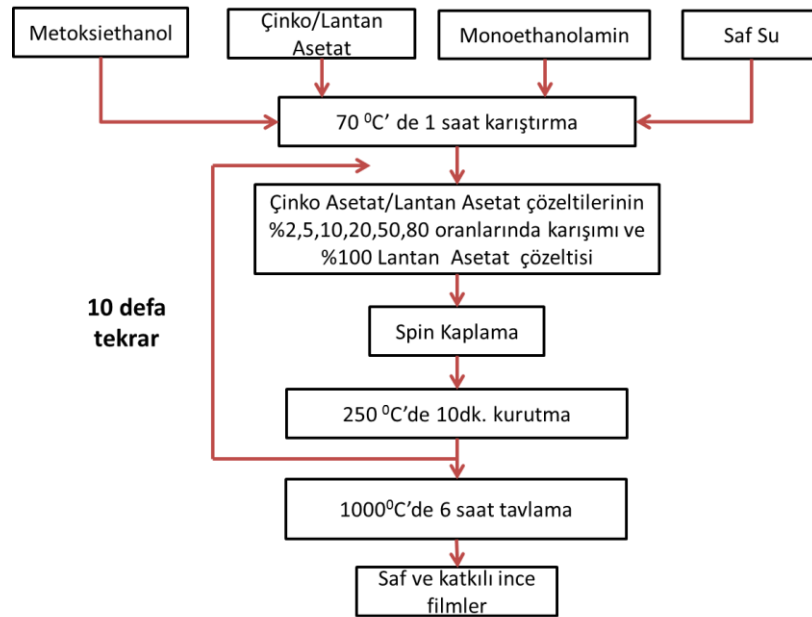 Metoksiethanol
Çinko/Lantan
Asetat
Monoethanolamin
Saf Su
70 ⁰C' de 1 saat karıştırma
Çinko Asetat/Lantan Asetat çözeltilerinin
%2,5,10,20,50,80 oranlarında karışımı ve
%100 Lantan Asetat çözeltisi
10 defa
tekrar
Spin Kaplama
250 ⁰C'de 10dk. kurutma
1000⁰C'de 6 saat tavlama
Saf ve katkılı ince
filmler